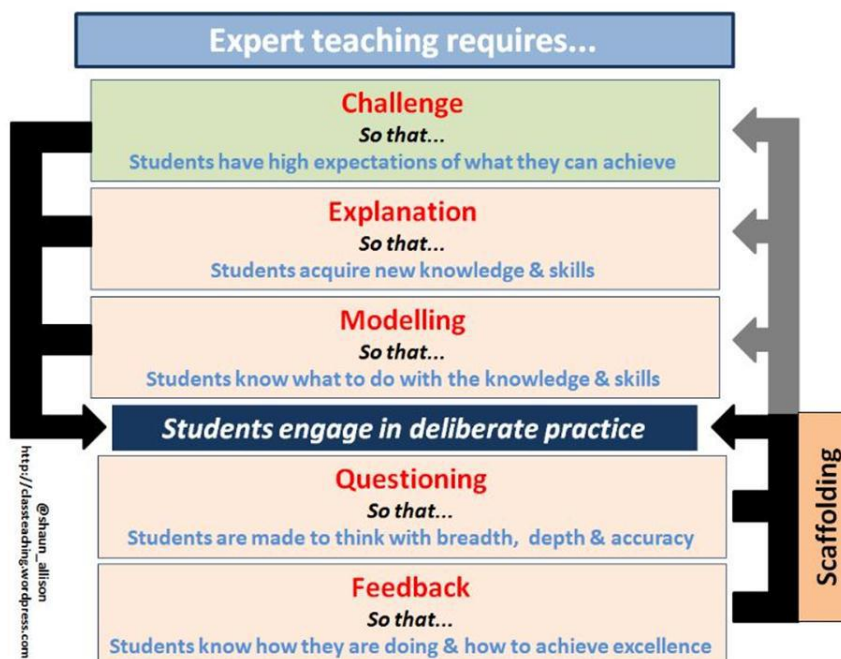 Expert teaching requires...
Challenge
So that...
Students have high expectations of what they can achieve
Explanation
So that...
Students acquire new knowledge & skills
Modelling
So that...
Students know what to do with the knowledge & skills
Students engage in deliberate practice
Questioning
So that...
Students are made to think with breadth, depth & accuracy
Feedback
So that...
Students know how they are doing & how to achieve excellence
Scaffolding
@shaun_allison
http://classteaching.wordpress.com